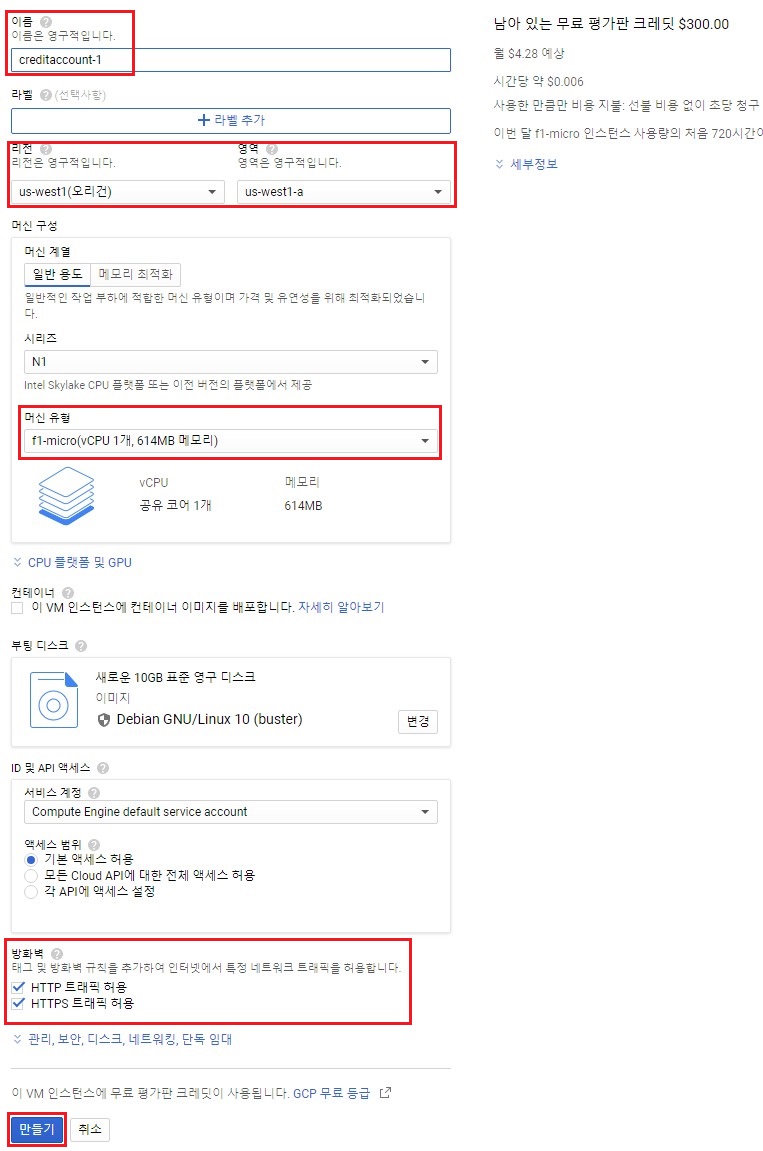 이름
이름은 영구적입니다.
creditaccount-1
라벨 (선택사항)
라벨 추가
리전
리전은 영구적입니다.
us-west1(오리건)
영역
영역은 영구적입니다.
us-west1-a
머신 구성
머신 계열
일반 용도
메모리 최적화
일반적인 작업 부하에 적합한 머신 유형이며 가격 및 유연성을 위해 최적화되었습니
다.
시리즈
N1
Intel Skylake CPU 플랫폼 또는 이전 버전의 플랫폼에서 제공
머신 유형
f1-micro(vCPU 1개, 614MB 메모리)
vCPU
메모리
공유 코어 1개
614MB
CPU 플랫폼 및 GPU
컨테이너
이 VM 인스턴스에 컨테이너 이미지를 배포합니다. 자세히 알아보기
부팅 디스크
새로운 10GB 표준 영구 디스크
이미지
Debian GNU/Linux 10 (buster)
변경
ID 및 API 액세스
서비스 계정
Compute Engine default service account
액세스 범위
기본 액세스 허용
모든 Cloud API에 대한 전체 액세스 허용
각 API에 액세스 설정
방화벽
태그 및 방화벽 규칙을 추가하여 인터넷에서 특정 네트워크 트래픽을 허용합니다.
HTTP 트래픽 허용
HTTPS 트래픽 허용
관리, 보안, 디스크, 네트워킹, 단독 임대
이 VM 인스턴스에 무료 평가판 크레딧이 사용됩니다. GCP 무료 등급
만들기
취소
남아 있는 무료 평가판 크레딧 $300.00
월 $4.28 예상
시간당 약 $0.006
사용한 만큼만 비용 지불: 선불 비용 없이 초당 청구
이번 달 f1-micro 인스턴스 사용량의 처음 720시간이
세부정보